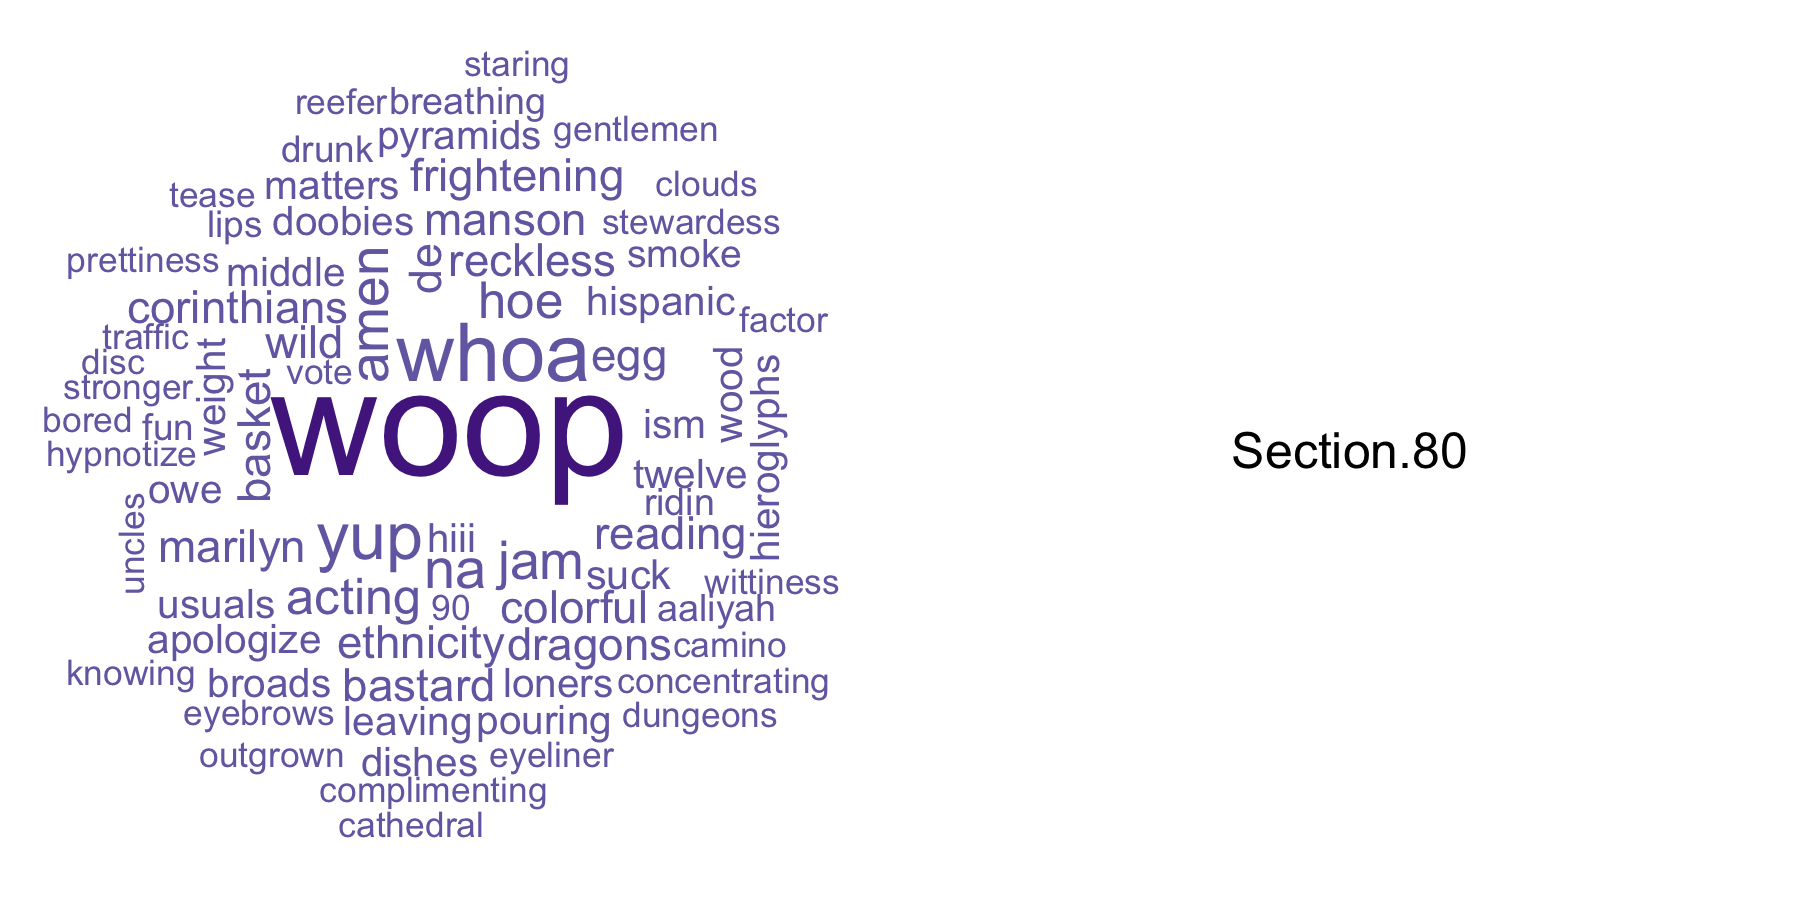 staring
reefer breathing
pyramids gentlemen
drunk
frightening
matters clouds
tease
lips doobies manson stewardess
prettiness middle amen de reckless smoke
corinthians hoe hispanic
factor
traffic wild whoa egg
disc vote
stronger weight basket wood hieroglyphs
bored fun woop ism
hypnotize
owe twelve
ridin
uncles marilyn yup hiii reading
na jam suck
wittiness
usuals acting 90 colorful aaliyah
apologize ethnicity dragons camino
knowing broads bastard loners concentrating
eyebrows leaving pouring dungeons
outgrown dishes eyeliner
complimenting
cathedral
Section.80